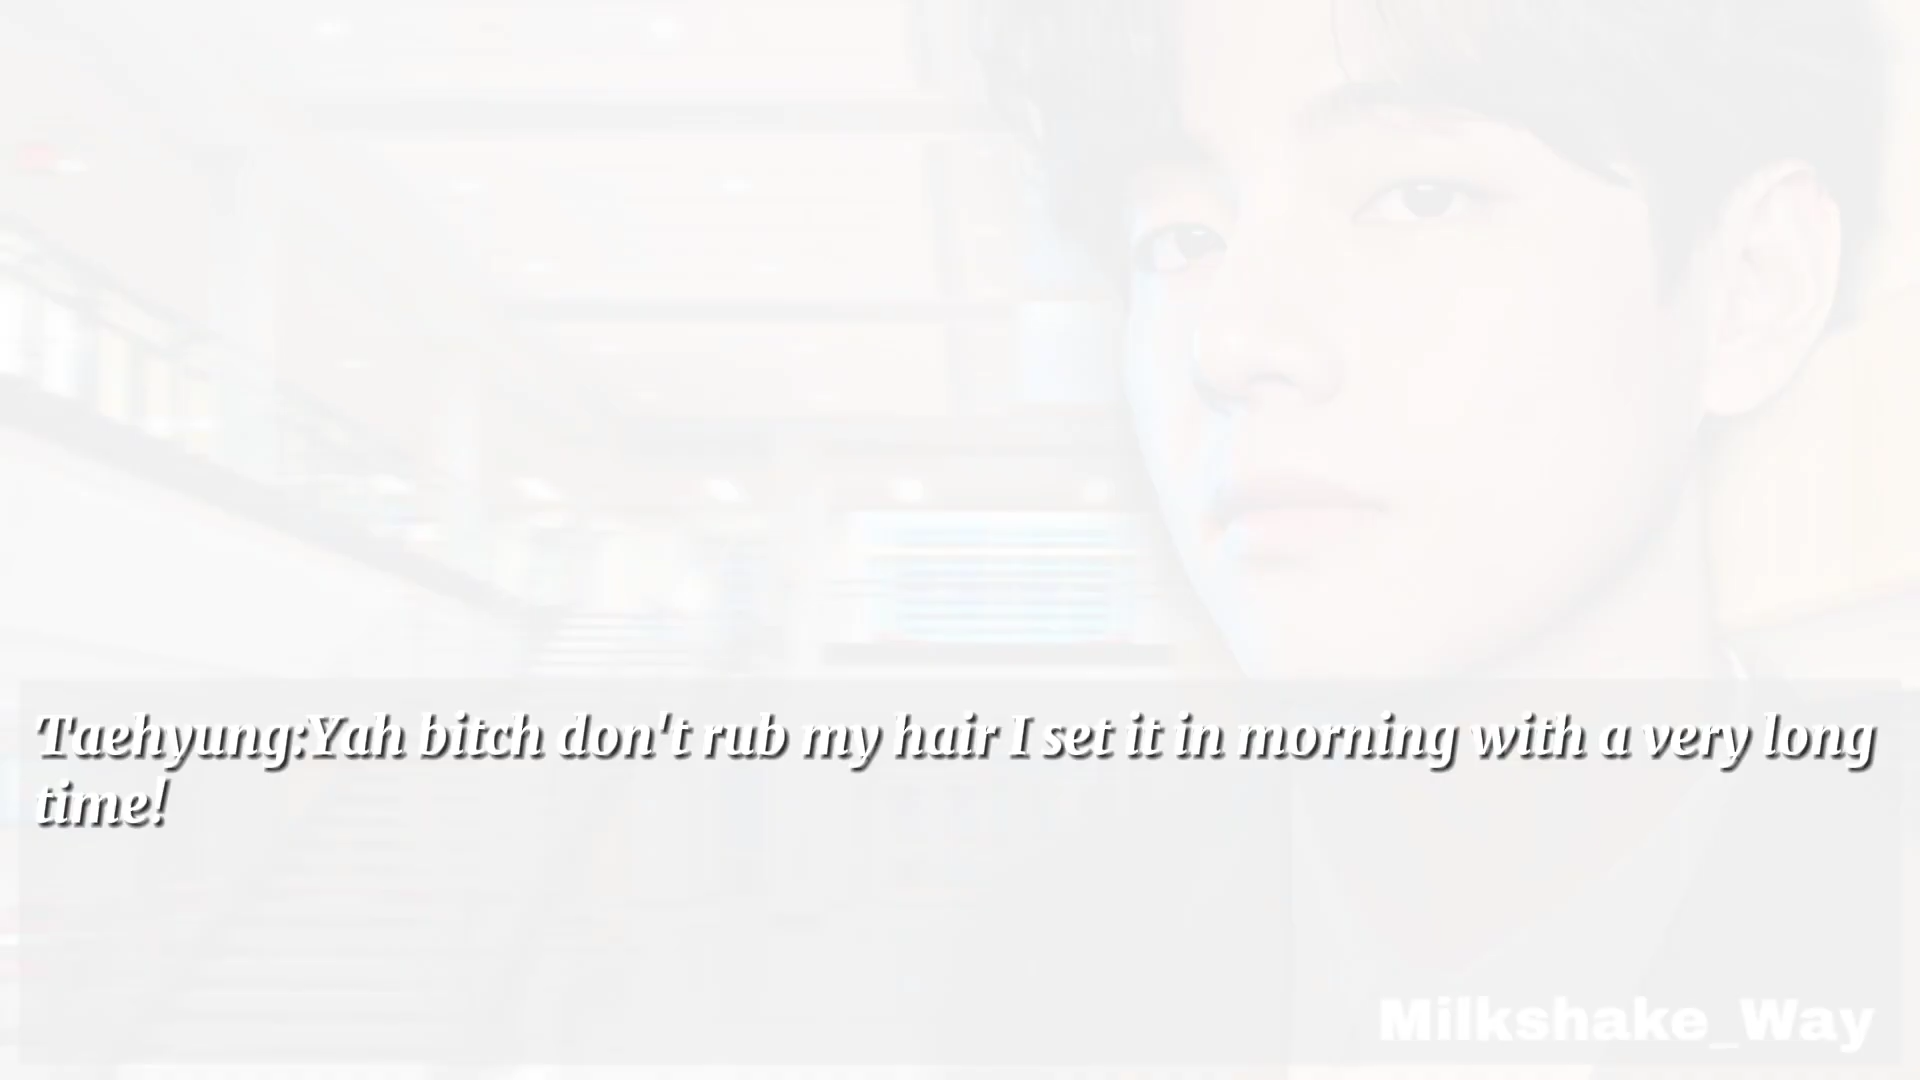 Taehyung:Yah bitch don't rub my hair I set it in morning with a very long
time!
Milkshake_Way